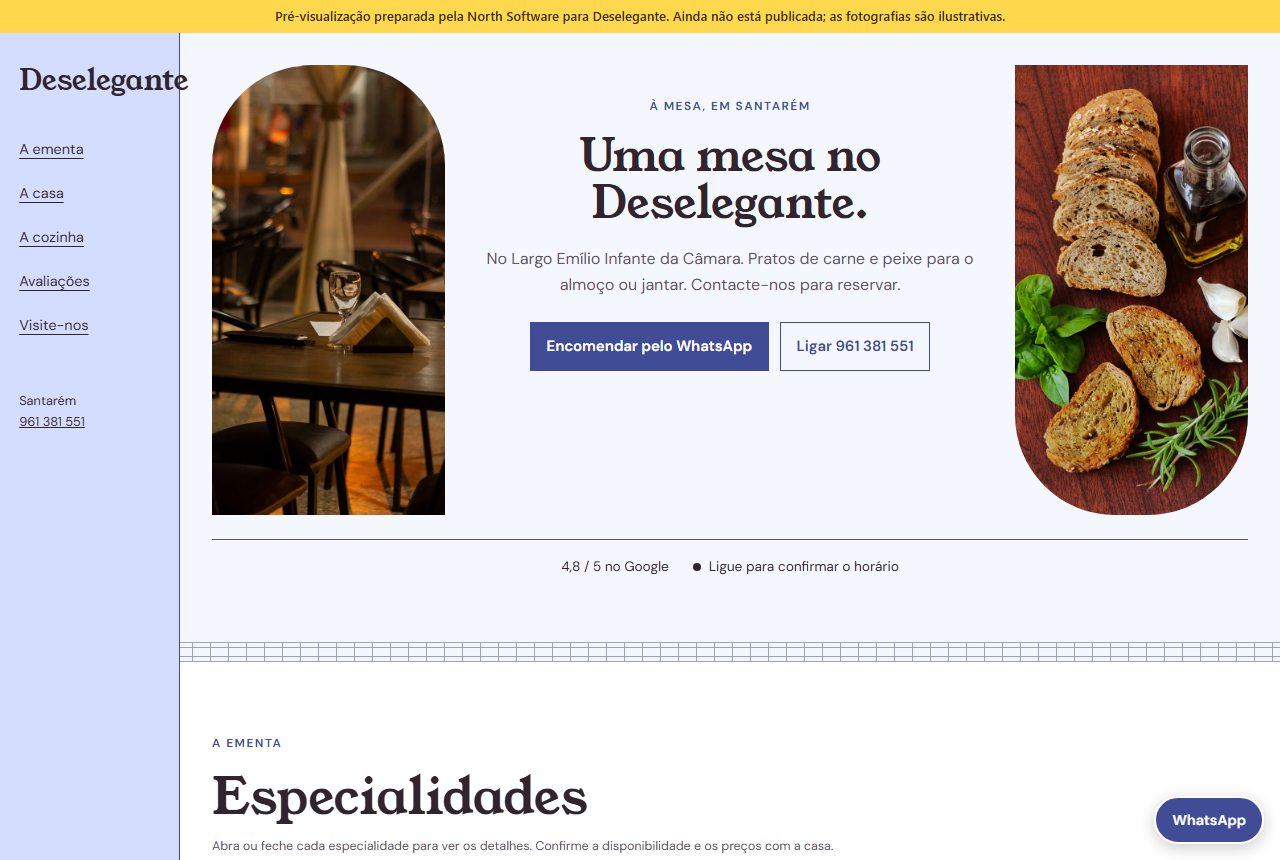 Pré-visualização preparada pela North Software para Deselegante. Ainda não está publicada; as fotografias são ilustrativas.
Deselegante
A ementa
A casa
A cozinha
Avaliações
Visite-nos
Santarém
961 381 551
À MESA, EM SANTARÉM
Uma mesa no
Deselegante.
No Largo Emílio Infante da Câmara. Pratos de carne e peixe para o
almoço ou jantar. Contacte-nos para reservar.
Encomendar pelo WhatsApp
Ligar 961 381 551
4,8 / 5 no Google
Ligue para confirmar o horário
A EMENTA
Especialidades
Abra ou feche cada especialidade para ver os detalhes. Confirme a disponibilidade e os preços com a casa.
WhatsApp